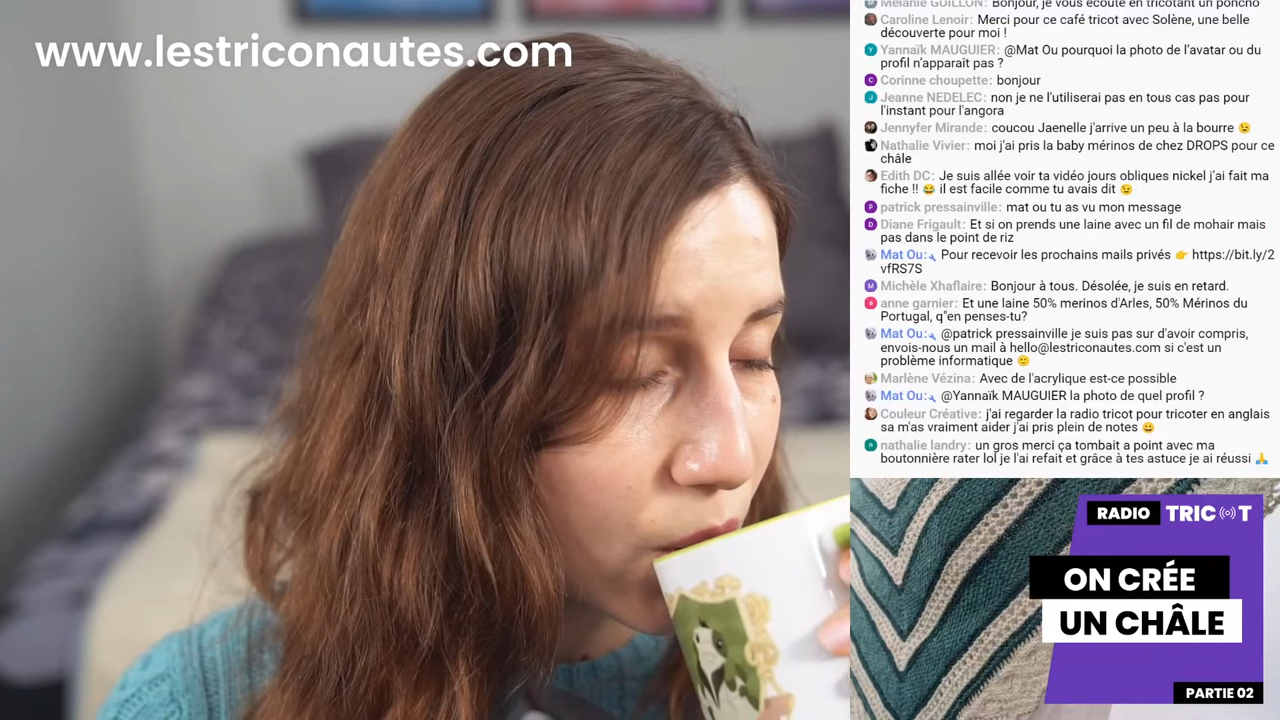 www.lestriconautes.com
Mélanie GUILLON: Bonjour, je vous écoute en tricotant un poncho
Caroline Lenoir: Merci pour ce café tricot avec Solène, une belle
découverte pour moi !
Yannaïk MAUGUIER: @Mat Ou pourquoi la photo de l'avatar ou du
profil n'apparaît pas ?
Corinne choupette: bonjour
Jeanne NEDELEC: non je ne l'utiliserai pas en tous cas pas pour
l'instant pour l'angora
Jennyfer Mirande: coucou Jaenelle j'arrive un peu à la bourre 😉
Nathalie Vivier: moi j'ai pris la baby mérinos de chez DROPS pour ce
châle
Edith DC: Je suis allée voir ta vidéo jours obliques nickel j'ai fait ma
fiche !! 😂 il est facile comme tu avais dit 😉
patrick pressainville: mat ou tu as vu mon message
Diane Frigault: Et si on prends une laine avec un fil de mohair mais
pas dans le point de riz
Mat Ou: Pour recevoir les prochains mails privés 👉 https://bit.ly/2
vfRS7S
Michèle Xhaflaire: Bonjour à tous. Désolée, je suis en retard.
anne garnier: Et une laine 50% merinos d'Arles, 50% Mérinos du
Portugal, q"en penses-tu?
Mat Ou: @patrick pressainville je suis pas sur d'avoir compris,
envois-nous un mail à hello@lestriconautes.com si c'est un
problème informatique 🙂
Marlène Vézina: Avec de l'acrylique est-ce possible
Mat Ou: @Yannaïk MAUGUIER la photo de quel profil ?
Couleur Créative: j'ai regarder la radio tricot pour tricoter en anglais
sa m'as vraiment aider j'ai pris plein de notes 😀
nathalie landry: un gros merci ça tombait a point avec ma
boutonnière rater lol je l'ai refait et grâce à tes astuce je ai réussi 🙏
RADIO TRICOT
ON CRÉE
UN CHÂLE
PARTIE 02